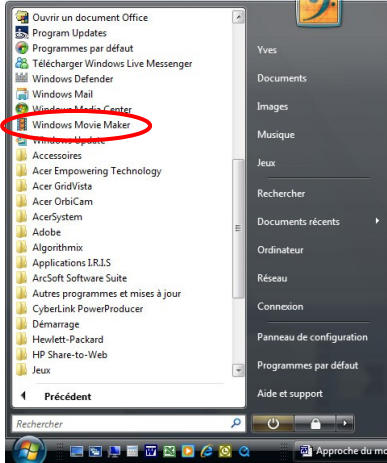 Ouvrir un document Office
Program Updates
Programmes par défaut
Télécharger Windows Live Messenger
Windows Defender
Windows Mail
Windows Media Center
Windows Movie Maker
Windows Update
Accessoires
Acer Empowering Technology
Acer GridVista
Acer OrbiCam
AcerSystem
Adobe
Algorithmix
Applications I.R.I.S
ArcSoft Software Suite
Autres programmes et mises à jour
CyberLink PowerProducer
Démarrage
Hewlett-Packard
HP Share-to-Web
Jeux
Précédent
Rechercher
Yves
Documents
Images
Musique
Jeux
Rechercher
Documents récents
Ordinateur
Réseau
Connexion
Panneau de configuration
Programmes par défaut
Aide et support
Approche du mo